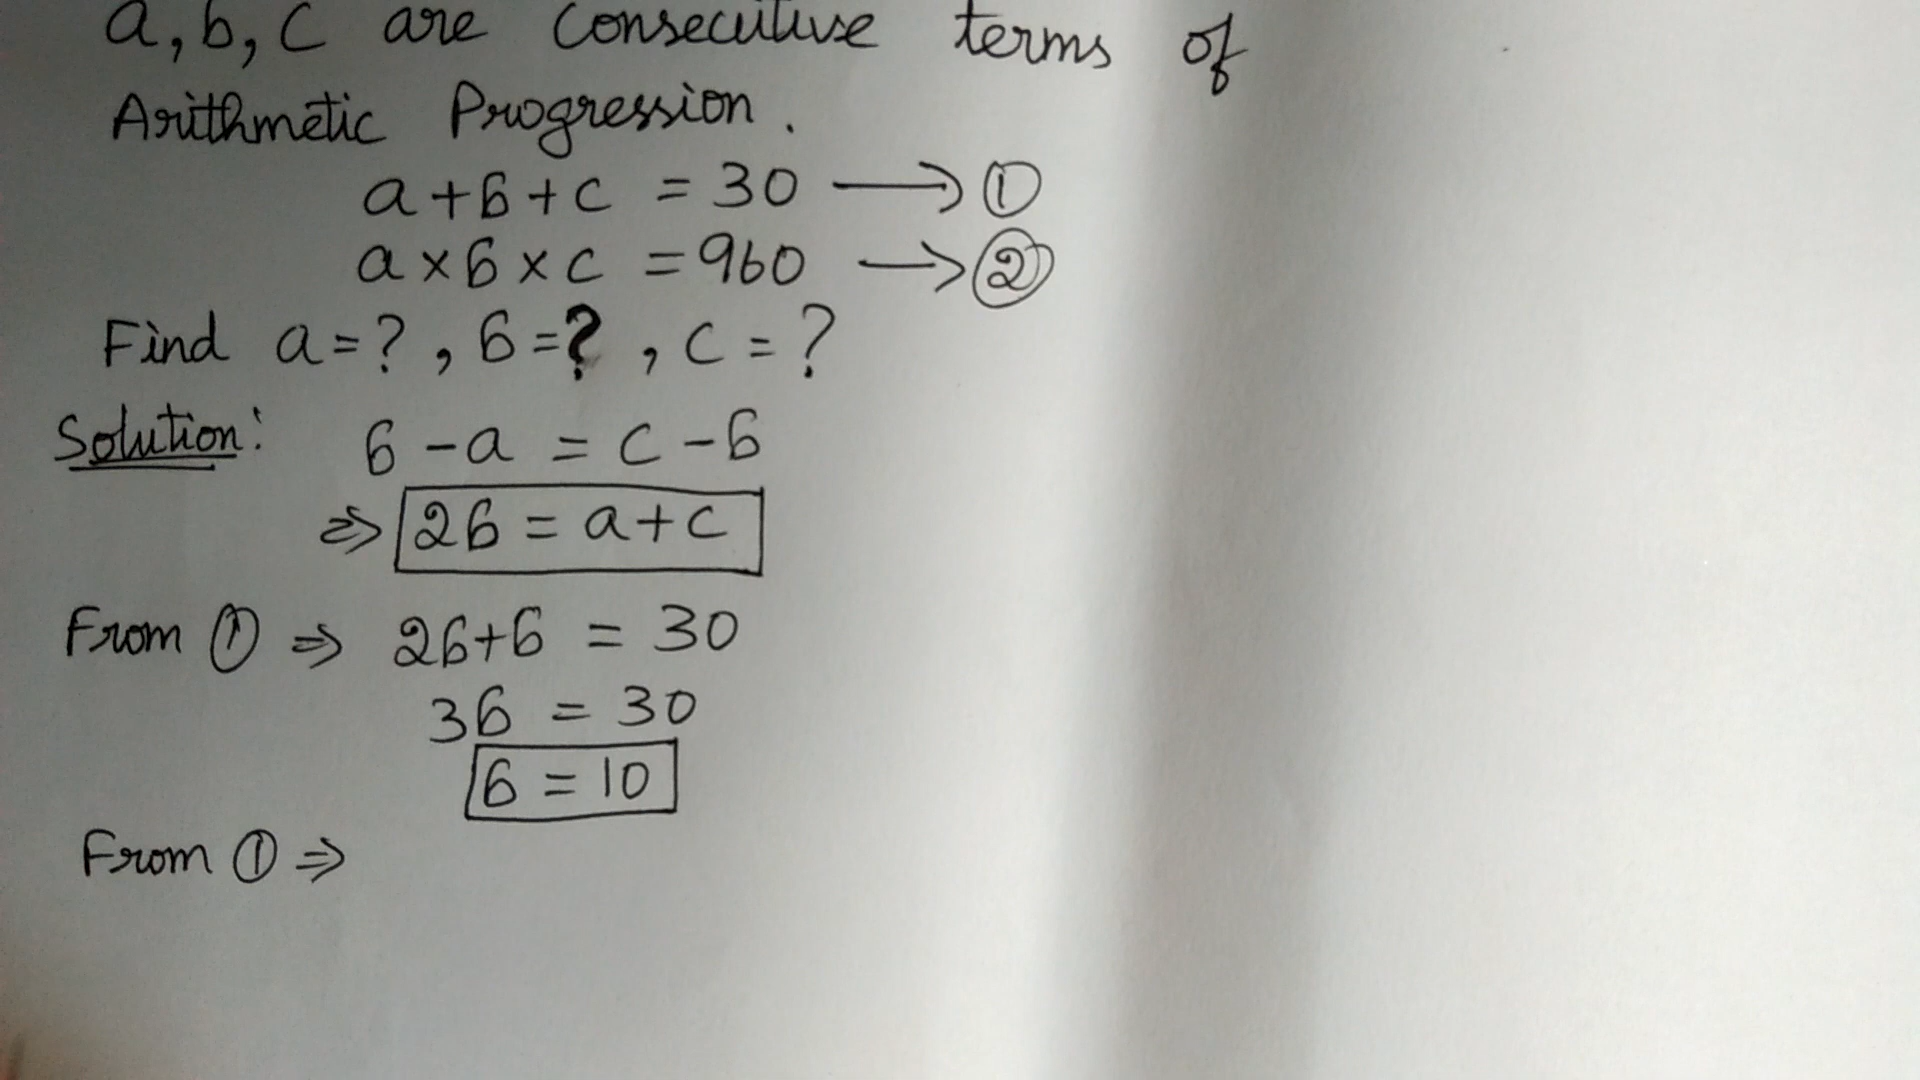 a, b, c are Consecutive terms of
Arithmetic Progression.
a + b + c = 30 → ①
a × b × c = 960 → ②
Find a = ?, b = ?, c = ?
Solution: b - a = c - b
⇒ 2b = a + c
From ① ⇒ 2b + b = 30
3b = 30
b = 10
From ① ⇒